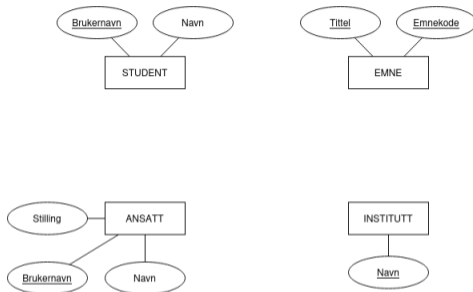 Brukernavn
Navn
Tittel
Emnekode
STUDENT
EMNE
Stilling
ANSATT
INSTITUTT
Brukernavn
Navn
Navn